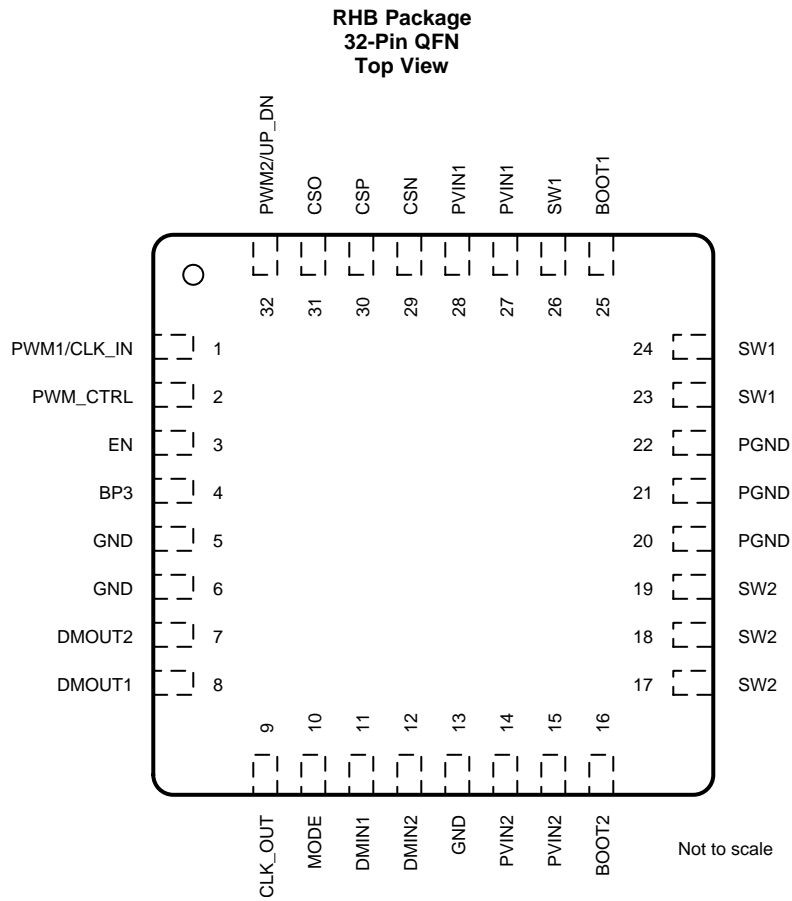 RHB Package
32-Pin QFN
Top View
PWM2/UP_DN
CSO
CSP
CSN
PVIN1
PVIN1
SW1
BOOT1
32
31
30
29
28
27
26
25
PWM1/CLK_IN 1
PWM_CTRL 2
EN 3
BP3 4
GND 5
GND 6
DMOUT2 7
DMOUT1 8
24 SW1
23 SW1
22 PGND
21 PGND
20 PGND
19 SW2
18 SW2
17 SW2
9
10
11
12
13
14
15
16
CLK_OUT
MODE
DMIN1
DMIN2
GND
PVIN2
PVIN2
BOOT2
Not to scale